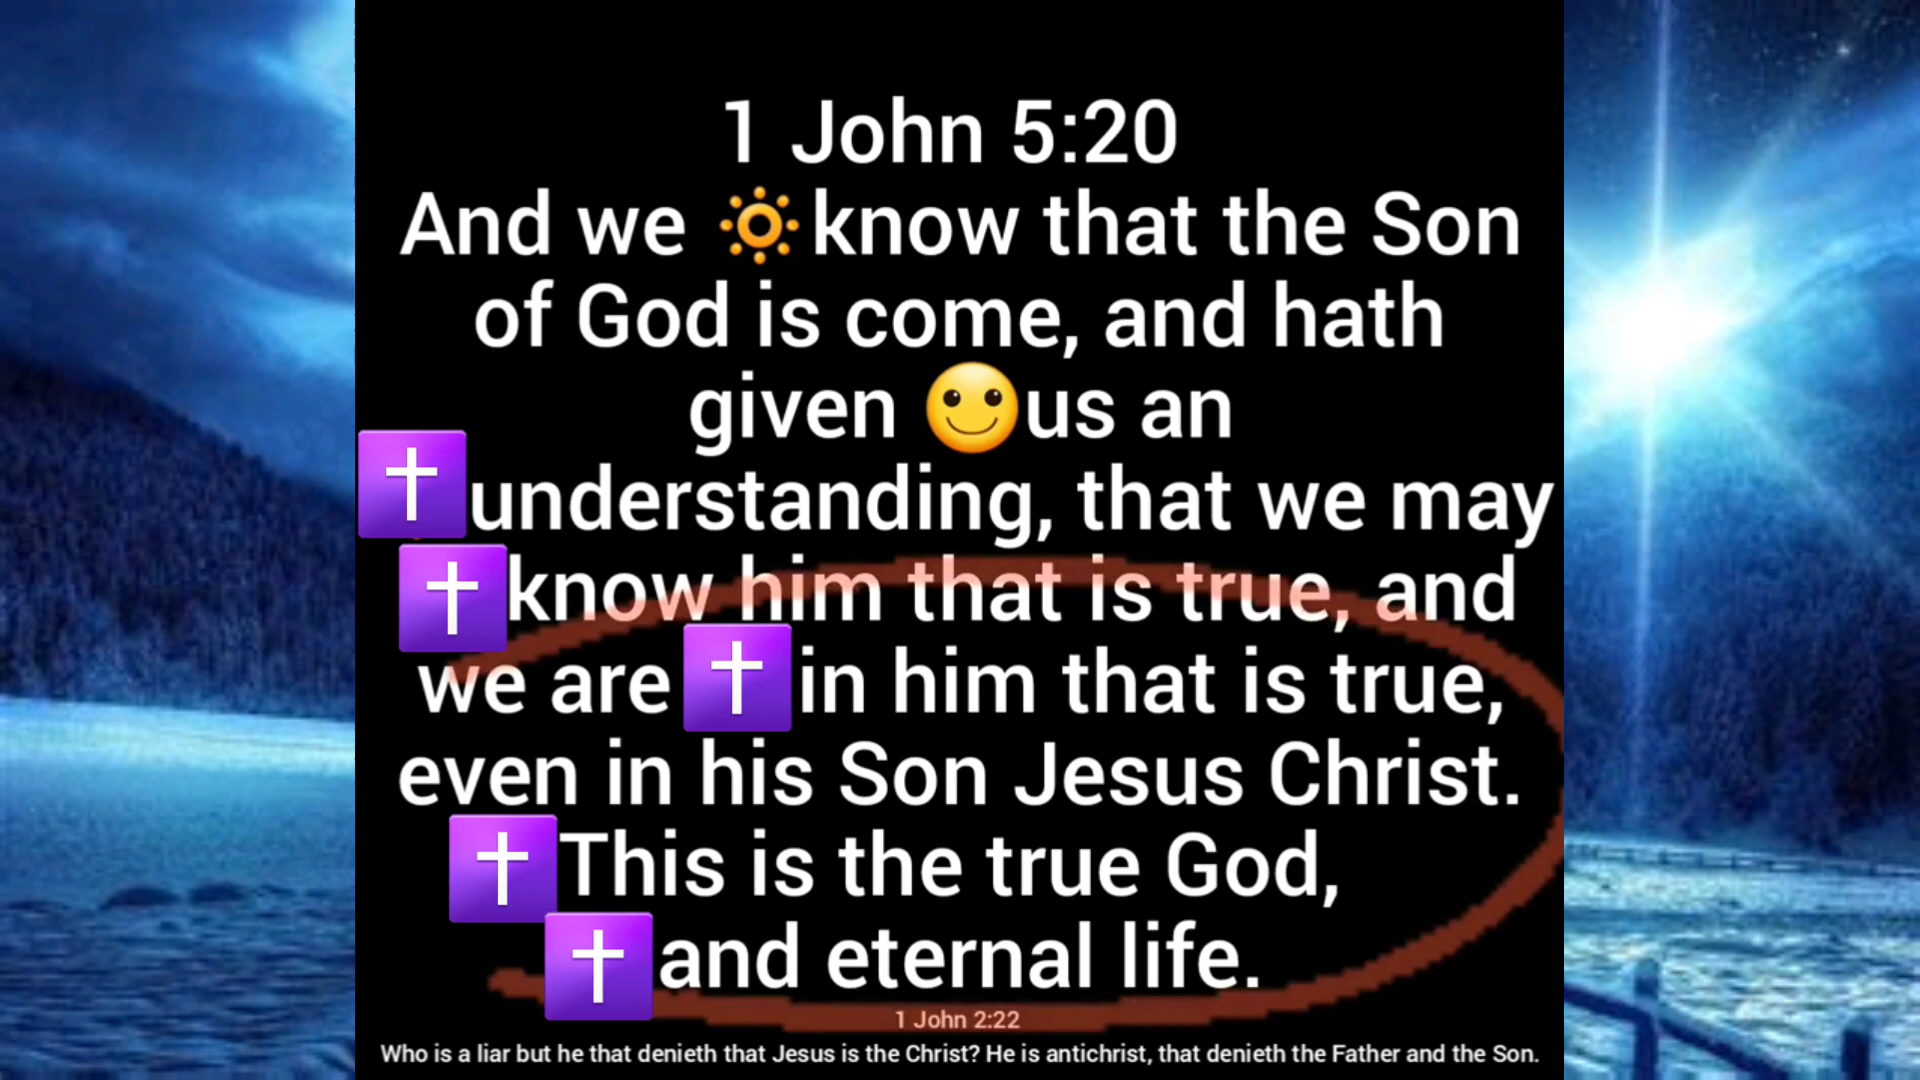 1 John 5:20
And we 🔅know that the Son
of God is come, and hath
given 🙂us an
✝️understanding, that we may
✝️know him that is true, and
we are ✝️in him that is true,
even in his Son Jesus Christ.
✝️This is the true God,
✝️and eternal life.
1 John 2:22
Who is a liar but he that denieth that Jesus is the Christ? He is antichrist, that denieth the Father and the Son.